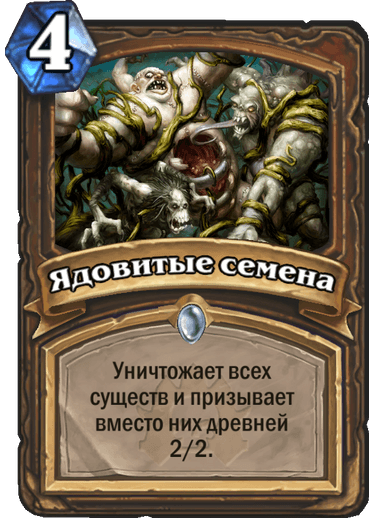 4
Ядовитые семена
Уничтожает всех
существ и призывает
вместо них древней
2/2.